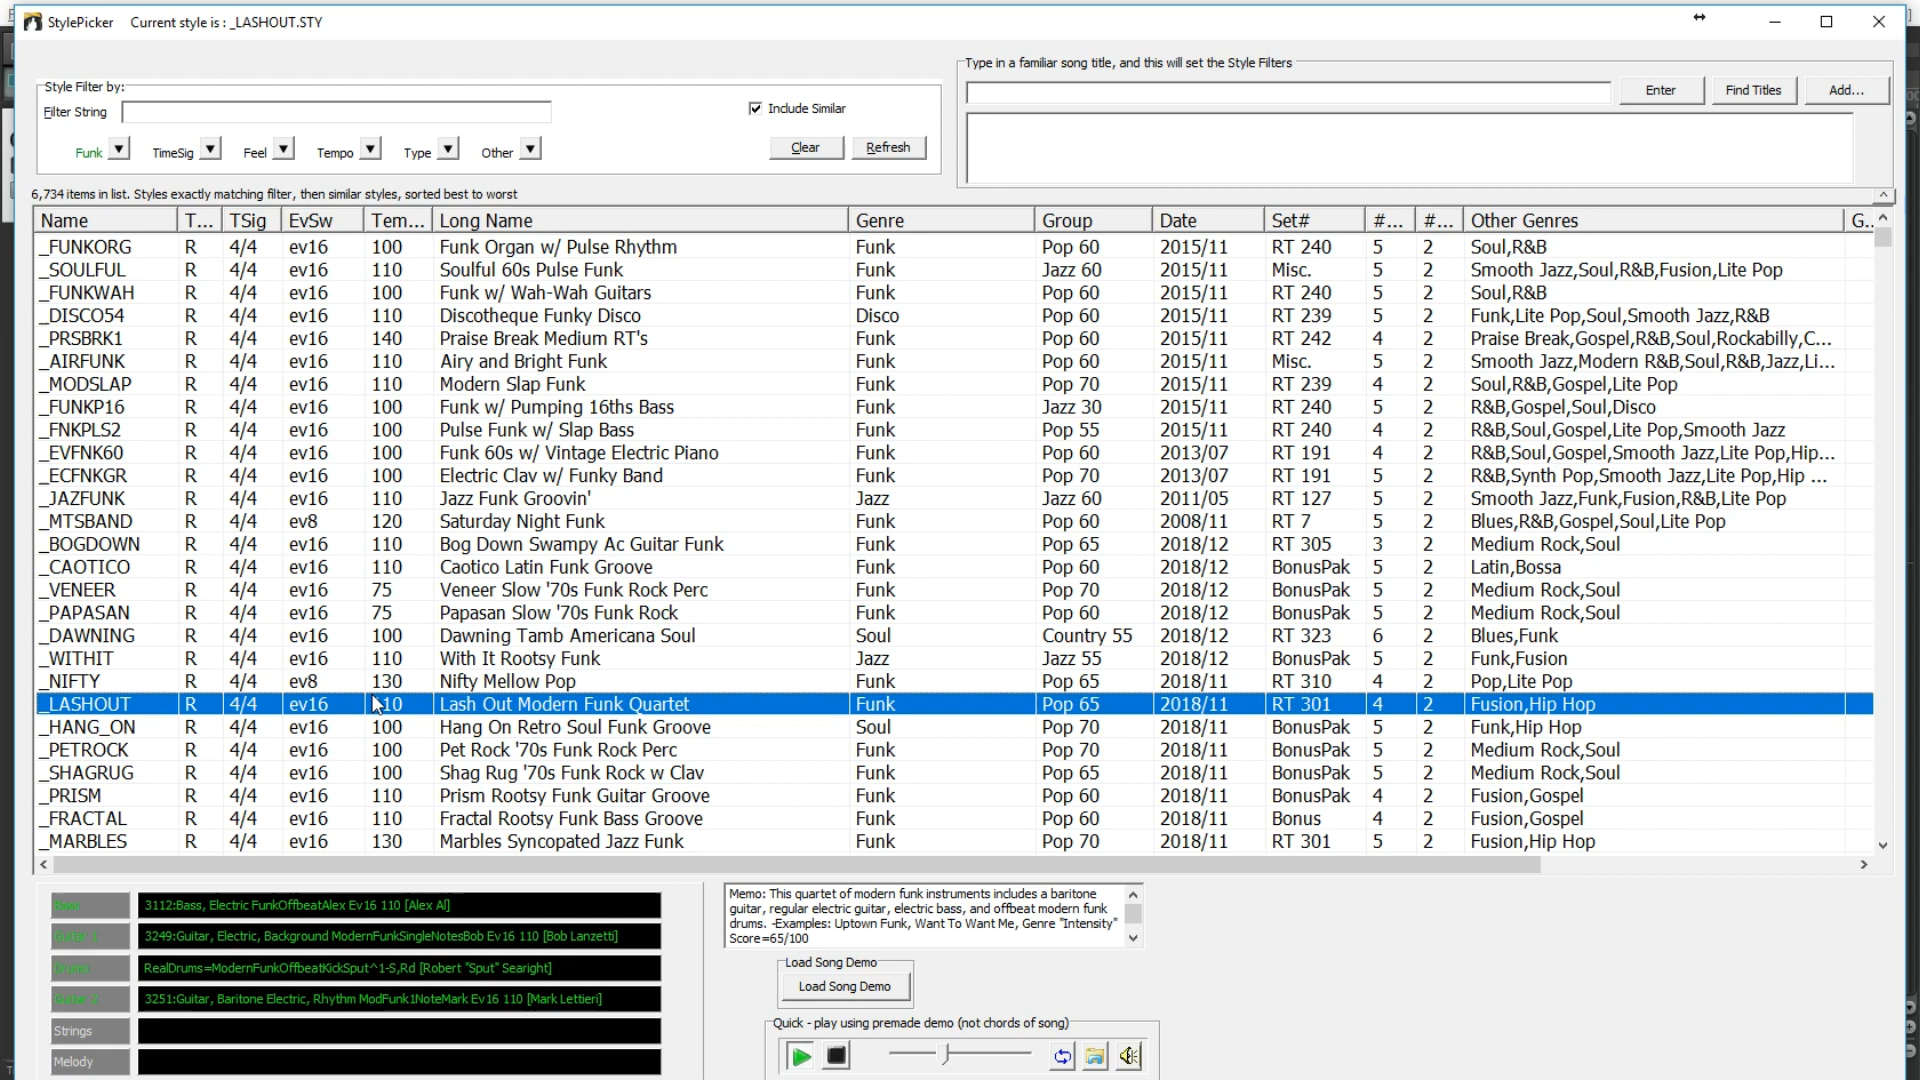 StylePicker Current style is : _LASHOUT.STY
Type in a familiar song title, and this will set the Style Filters
Enter Find Titles Add...
Style Filter by:
Filter String
Include Similar
Funk TimeSig Feel Tempo Type Other Clear Refresh
6,734 items in list. Styles exactly matching filter, then similar styles, sorted best to worst
Name T... TSig EvSw Tem... Long Name Genre Group Date Set# #... #... Other Genres G..
_FUNKORG R 4/4 ev16 100 Funk Organ w/ Pulse Rhythm Funk Pop 60 2015/11 RT 240 5 2 Soul,R&B
_SOULFUL R 4/4 ev16 110 Soulful 60s Pulse Funk Funk Jazz 60 2015/11 Misc. 5 2 Smooth Jazz,Soul,R&B,Fusion,Lite Pop
_FUNKWAH R 4/4 ev16 100 Funk w/ Wah-Wah Guitars Funk Pop 60 2015/11 RT 240 5 2 Soul,R&B
_DISCO54 R 4/4 ev16 110 Discotheque Funky Disco Disco Pop 60 2015/11 RT 239 5 2 Funk,Lite Pop,Soul,Smooth Jazz,R&B
_PRSBRK1 R 4/4 ev16 140 Praise Break Medium RT's Funk Pop 60 2015/11 RT 242 4 2 Praise Break,Gospel,R&B,Soul,Rockabilly,C...
_AIRFUNK R 4/4 ev16 110 Airy and Bright Funk Funk Pop 60 2015/11 Misc. 5 2 Smooth Jazz,Modern R&B,Soul,R&B,Jazz,Li...
_MODSLAP R 4/4 ev16 110 Modern Slap Funk Funk Pop 70 2015/11 RT 239 4 2 Soul,R&B,Gospel,Lite Pop
_FUNKP16 R 4/4 ev16 100 Funk w/ Pumping 16ths Bass Funk Jazz 30 2015/11 RT 240 5 2 R&B,Gospel,Soul,Disco
_FNKPLS2 R 4/4 ev16 100 Pulse Funk w/ Slap Bass Funk Pop 55 2015/11 RT 240 4 2 R&B,Soul,Gospel,Lite Pop,Smooth Jazz
_EVFNK60 R 4/4 ev16 100 Funk 60s w/ Vintage Electric Piano Funk Pop 60 2013/07 RT 191 4 2 R&B,Soul,Gospel,Smooth Jazz,Lite Pop,Hip...
_ECFNKGR R 4/4 ev16 100 Electric Clav w/ Funky Band Funk Pop 70 2013/07 RT 191 5 2 R&B,Synth Pop,Smooth Jazz,Lite Pop,Hip ...
_JAZFUNK R 4/4 ev16 110 Jazz Funk Groovin' Jazz Jazz 60 2011/05 RT 127 5 2 Smooth Jazz,Funk,Fusion,R&B,Lite Pop
_MTSBAND R 4/4 ev8 120 Saturday Night Funk Funk Pop 60 2008/11 RT 7 5 2 Blues,R&B,Gospel,Soul,Lite Pop
_BOGDOWN R 4/4 ev16 110 Bog Down Swampy Ac Guitar Funk Funk Pop 65 2018/12 RT 305 3 2 Medium Rock,Soul
_CAOTICO R 4/4 ev16 110 Caotico Latin Funk Groove Funk Pop 60 2018/12 BonusPak 5 2 Latin,Bossa
_VENEER R 4/4 ev16 75 Veneer Slow '70s Funk Rock Perc Funk Pop 70 2018/12 BonusPak 5 2 Medium Rock,Soul
_PAPASAN R 4/4 ev16 75 Papasan Slow '70s Funk Rock Funk Pop 60 2018/12 BonusPak 5 2 Medium Rock,Soul
_DAWNING R 4/4 ev16 100 Dawning Tamb Americana Soul Soul Country 55 2018/12 RT 323 6 2 Blues,Funk
_WITHIT R 4/4 ev16 110 With It Rootsy Funk Jazz Jazz 55 2018/12 BonusPak 5 2 Funk,Fusion
_NIFTY R 4/4 ev8 130 Nifty Mellow Pop Funk Pop 65 2018/12 RT 310 4 2 Pop,Lite Pop
_LASHOUT R 4/4 ev16 110 Lash Out Modern Funk Quartet Funk Pop 65 2018/11 RT 301 4 2 Fusion,Hip Hop
_HANG_ON R 4/4 ev16 100 Hang On Retro Soul Funk Groove Soul Pop 70 2018/11 BonusPak 5 2 Funk,Hip Hop
_PETROCK R 4/4 ev16 100 Pet Rock '70s Funk Rock Perc Funk Pop 70 2018/11 BonusPak 5 2 Medium Rock,Soul
_SHAGRUG R 4/4 ev16 100 Shag Rug '70s Funk Rock w Clav Funk Pop 65 2018/11 BonusPak 5 2 Medium Rock,Soul
_PRISM R 4/4 ev16 110 Prism Rootsy Funk Guitar Groove Funk Pop 60 2018/11 BonusPak 4 2 Fusion,Gospel
_FRACTAL R 4/4 ev16 110 Fractal Rootsy Funk Bass Groove Funk Pop 60 2018/11 Bonus 4 2 Fusion,Gospel
_MARBLES R 4/4 ev16 130 Marbles Syncopated Jazz Funk Funk Pop 70 2018/11 RT 301 5 2 Fusion,Hip Hop
Bass 3112:Bass, Electric FunkOffbeatAlex Ev16 110 [Alex Al]
Guitar 1 3249:Guitar, Electric, Background ModernFunkSingleNotesBob Ev16 110 [Bob Lanzetti]
Drums RealDrums=ModernFunkOffbeatKickSput^1-S,Rd [Robert "Sput" Searight]
Guitar 2 3251:Guitar, Baritone Electric, Rhythm ModFunk1NoteMark Ev16 110 [Mark Lettieri]
Strings
Melody
Memo: This quartet of modern funk instruments includes a baritone
guitar, regular electric guitar, electric bass, and offbeat modern funk
drums. -Examples: Uptown Funk, Want To Want Me, Genre "Intensity"
Score=65/100
Load Song Demo
Load Song Demo
Quick - play using premade demo (not chords of song)